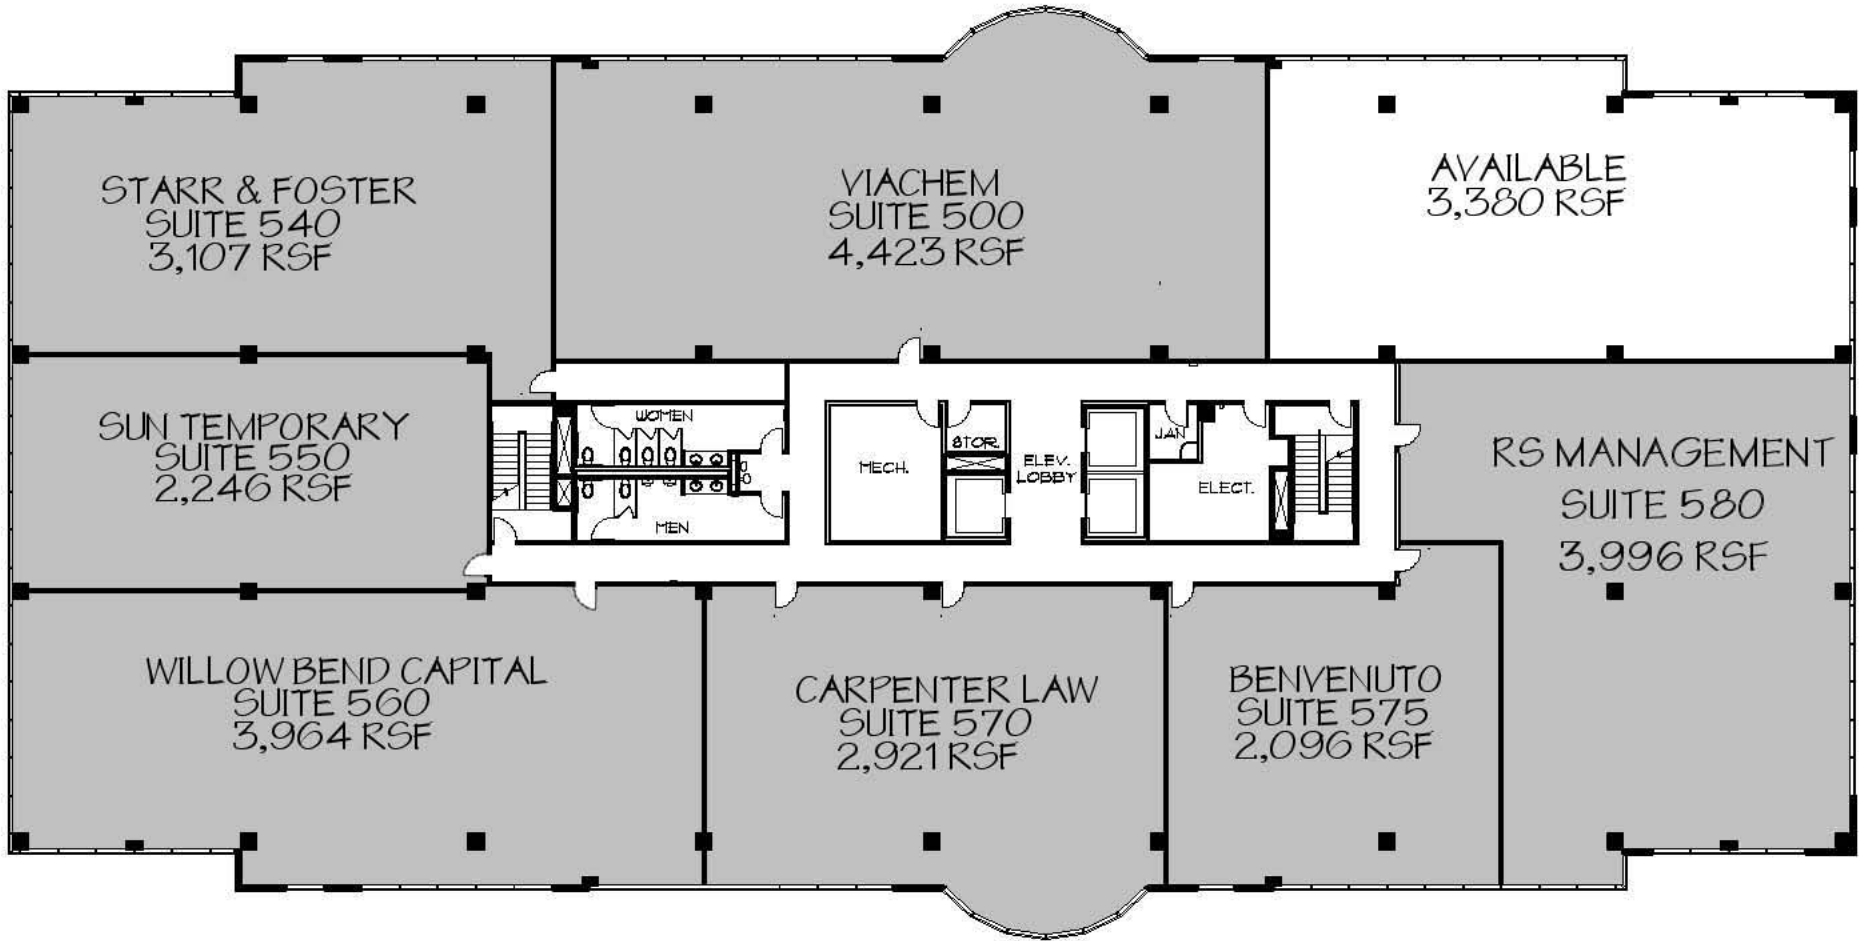 STARR & FOSTER
SUITE 540
3,107 RSF
VIACHEM
SUITE 500
4,423 RSF
AVAILABLE
3,380 RSF
SUN TEMPORARY
SUITE 550
2,246 RSF
WOMEN
MEN
MECH.
STOR.
ELEV.
LOBBY
JAN
ELECT.
RS MANAGEMENT
SUITE 580
3,996 RSF
WILLOW BEND CAPITAL
SUITE 560
3,964 RSF
CARPENTER LAW
SUITE 570
2,921 RSF
BENVENUTO
SUITE 575
2,096 RSF